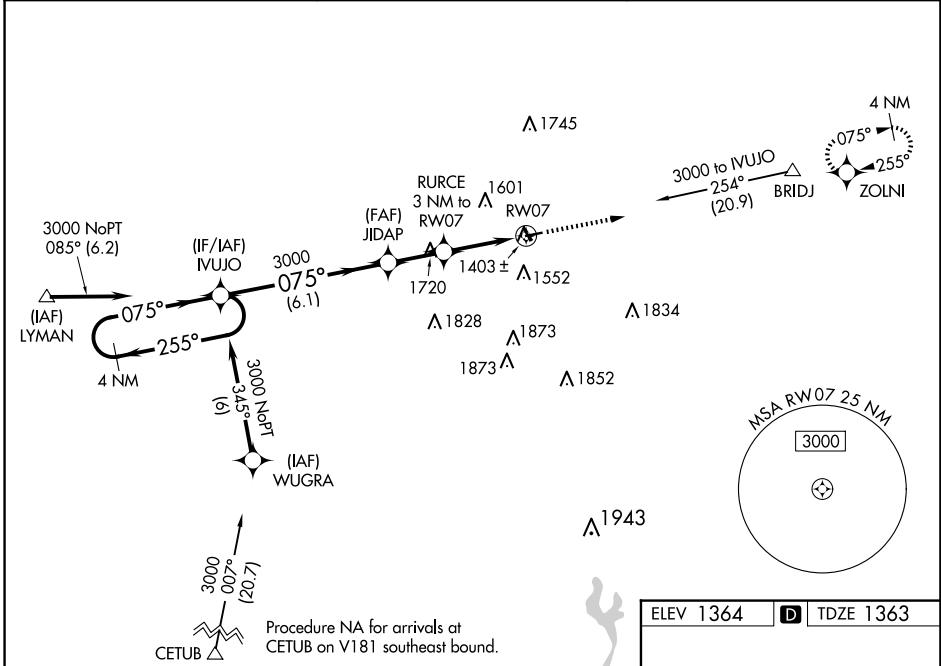 1745
4 NM
075°
255°
3000 to IVUJO
254°
(20.9)
BRIDJ
ZOLNI
RURCE
3 NM to
RW07
1601
RW07
(FAF)
JIDAP
3000 NoPT
085° (6.2)
(IF/IAF)
IVUJO
3000
075°
(6.1)
1403 ±
1720
1552
(IAF)
LYMAN
075°
255°
4 NM
1828
1873
1873
1834
1852
3000 NoPT
345°
(6)
(IAF)
WUGRA
MSA RW07 25 NM
3000
1943
3000
007°
(20.7)
CETUB
Procedure NA for arrivals at
CETUB on V181 southeast bound.
ELEV 1364 D TDZE 1363